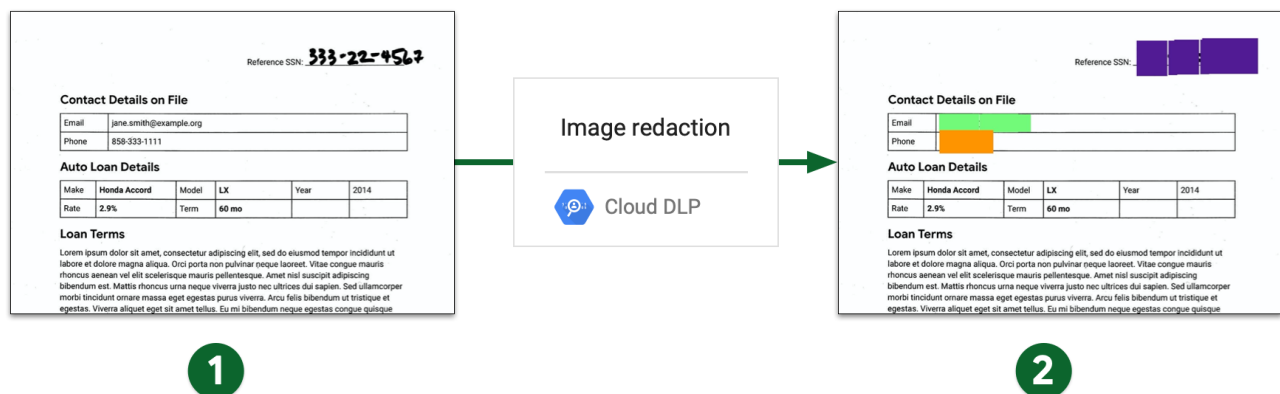 Reference SSN: 333-22-4567
Contact Details on File
Email jane.smith@example.org
Phone 858-333-1111
Auto Loan Details
Make Honda Accord Model LX Year 2014
Rate 2.9% Term 60 mo
Loan Terms
Lorem ipsum dolor sit amet, consectetur adipiscing elit, sed do eiusmod tempor incididunt ut
labore et dolore magna aliqua. Orci porta non pulvinar neque laoreet. Vitae congue mauris
rhoncus aenean vel elit scelerisque mauris pellentesque. Amet nisl suscipit adipiscing
bibendum est. Mattis rhoncus urna neque viverra justo nec ultrices dui sapien. Sed ullamcorper
morbi tincidunt ornare massa eget egestas purus viverra. Arcu felis bibendum ut tristique et
egestas. Viverra aliquet eget sit amet tellus. Eu mi bibendum neque egestas congue quisque
1
Image redaction
Cloud DLP
Reference SSN:
Contact Details on File
Email
Phone
Auto Loan Details
Make Honda Accord Model LX Year 2014
Rate 2.9% Term 60 mo
Loan Terms
Lorem ipsum dolor sit amet, consectetur adipiscing elit, sed do eiusmod tempor incididunt ut
labore et dolore magna aliqua. Orci porta non pulvinar neque laoreet. Vitae congue mauris
rhoncus aenean vel elit scelerisque mauris pellentesque. Amet nisl suscipit adipiscing
bibendum est. Mattis rhoncus urna neque viverra justo nec ultrices dui sapien. Sed ullamcorper
morbi tincidunt ornare massa eget egestas purus viverra. Arcu felis bibendum ut tristique et
egestas. Viverra aliquet eget sit amet tellus. Eu mi bibendum neque egestas congue quisque
2